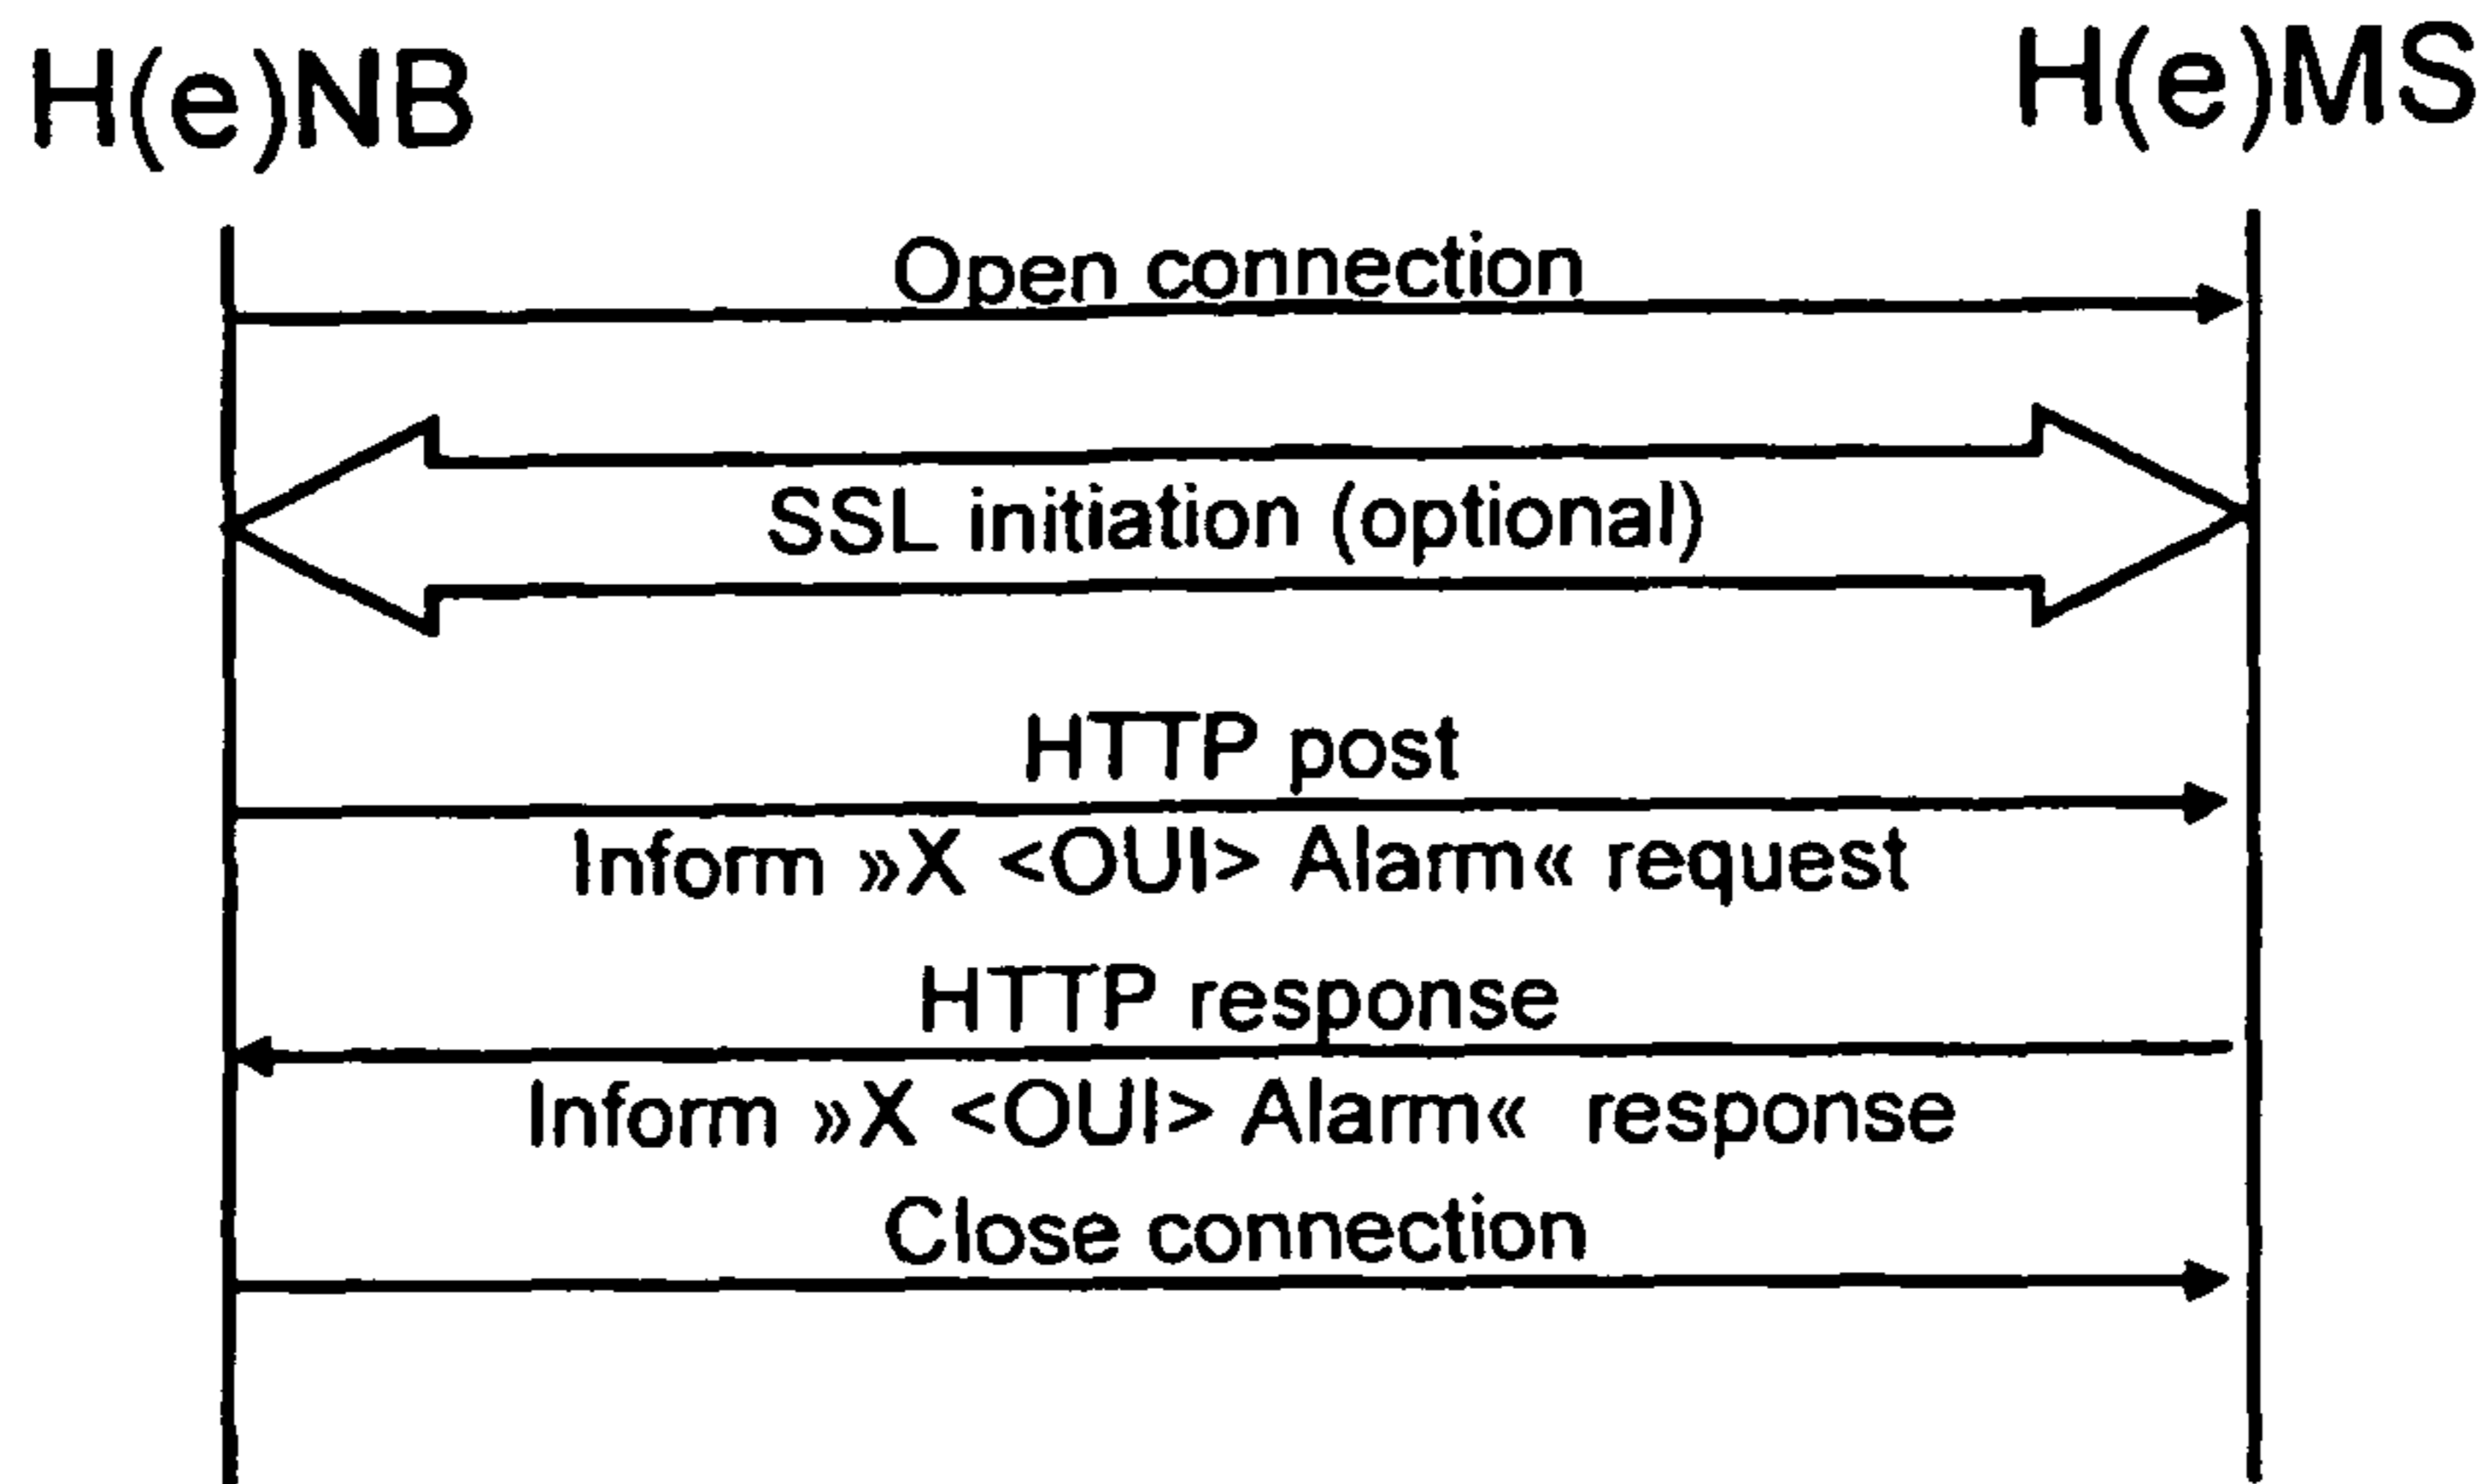 H(e)NB H(e)MS
Open connection
SSL initiation (optional)
HTTP post
Inform »X <OUI> Alarm« request
HTTP response
Inform »X <OUI> Alarm« response
Close connection